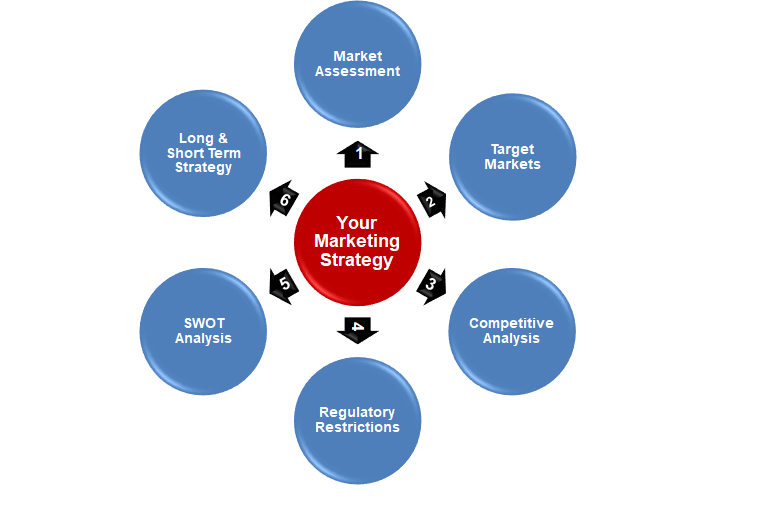 Market
Assessment
1
Target
Markets
2
Competitive
Analysis
3
Regulatory
Restrictions
4
SWOT
Analysis
5
Long &
Short Term
Strategy
6
Your
Marketing
Strategy